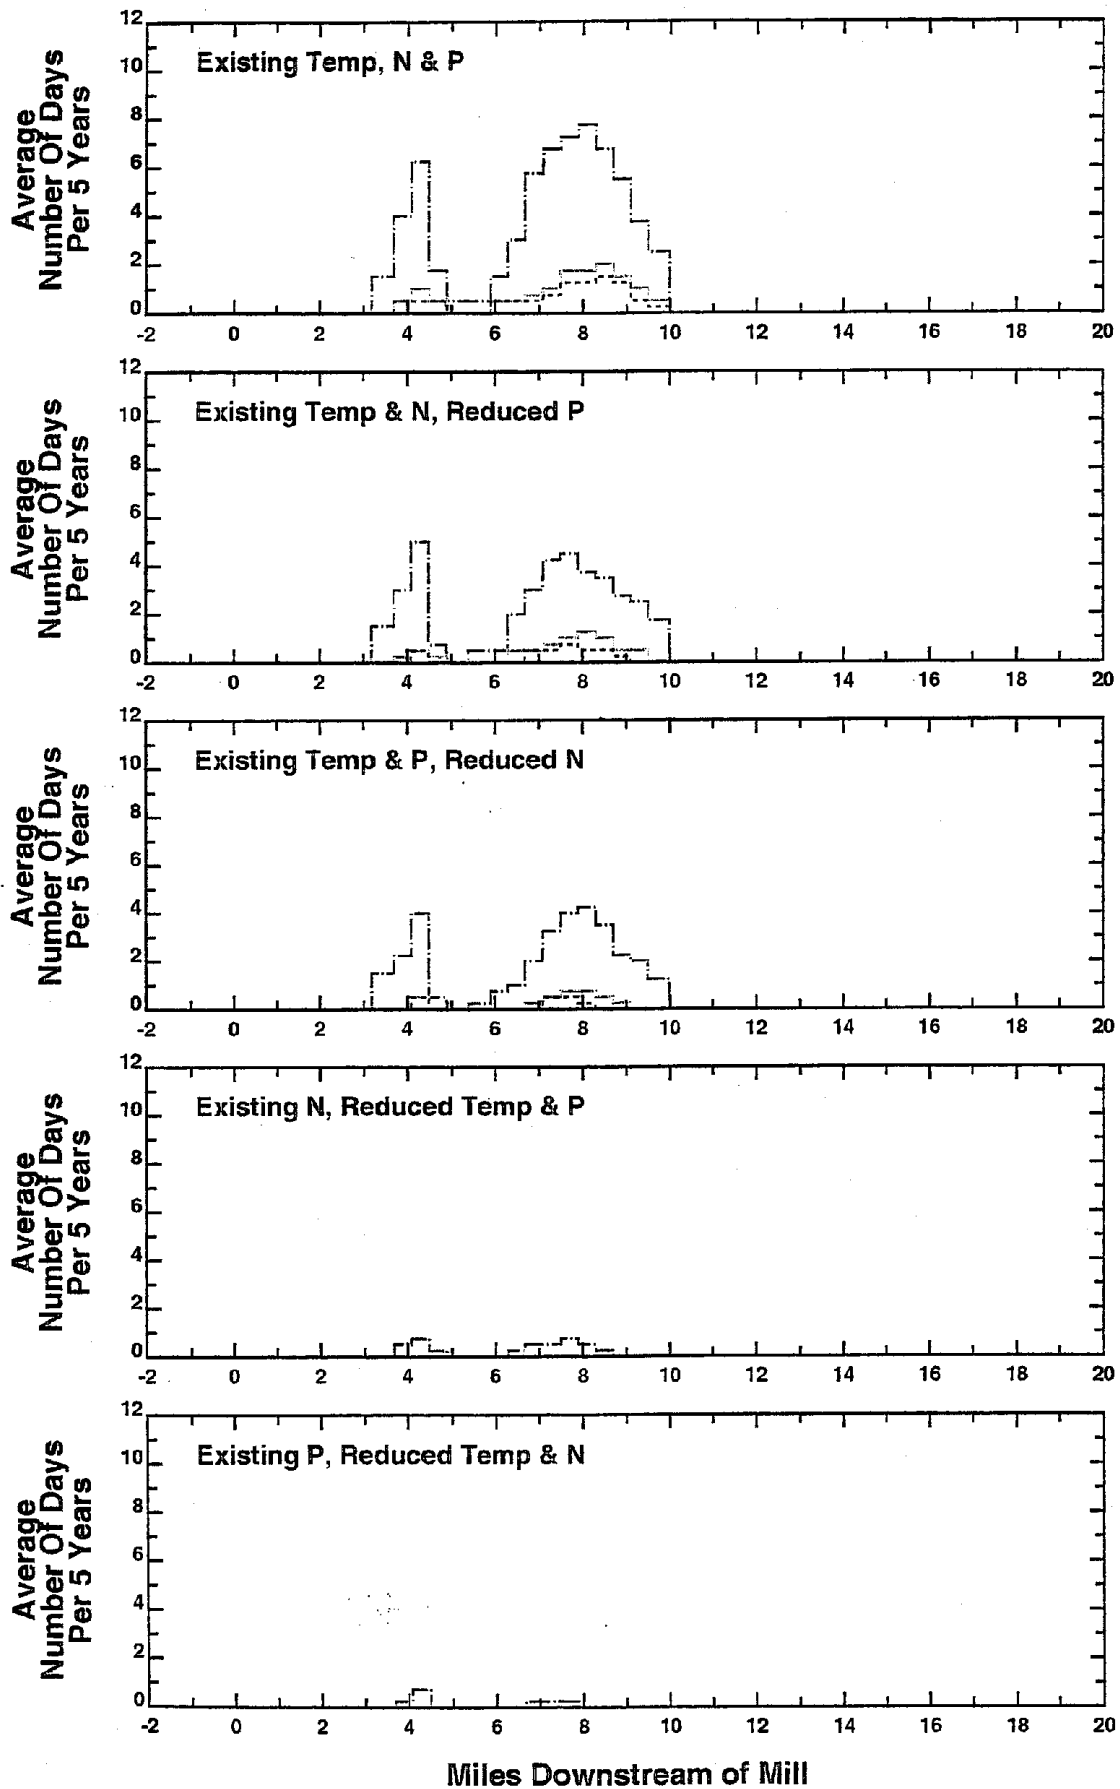 Existing Temp, N & P
Average
Number Of Days
Per 5 Years
12
10
8
6
4
2
0
-2 0 2 4 6 8 10 12 14 16 18 20
Existing Temp & N, Reduced P
Average
Number Of Days
Per 5 Years
12
10
8
6
4
2
0
-2 0 2 4 6 8 10 12 14 16 18 20
Existing Temp & P, Reduced N
Average
Number Of Days
Per 5 Years
12
10
8
6
4
2
0
-2 0 2 4 6 8 10 12 14 16 18 20
Existing N, Reduced Temp & P
Average
Number Of Days
Per 5 Years
12
10
8
6
4
2
0
-2 0 2 4 6 8 10 12 14 16 18 20
Existing P, Reduced Temp & N
Average
Number Of Days
Per 5 Years
12
10
8
6
4
2
0
-2 0 2 4 6 8 10 12 14 16 18 20
Miles Downstream of Mill